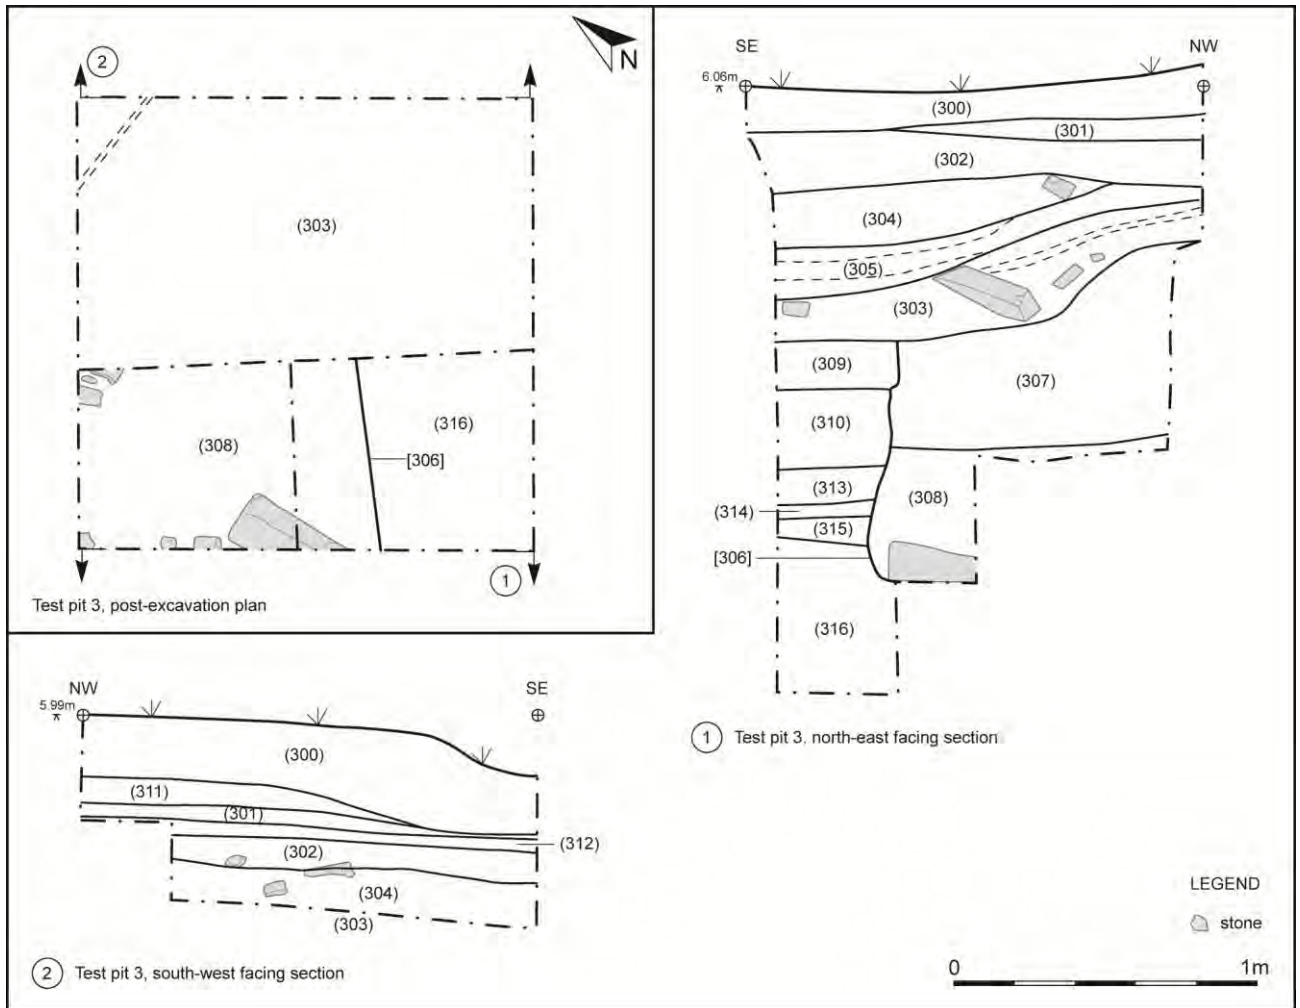 2
N
(303)
(308)
(316)
[306]
1
Test pit 3, post-excavation plan
SE
NW
6.06m
(300)
(301)
(302)
(304)
(305)
(303)
(309)
(307)
(310)
(313)
(308)
(314)
(315)
[306]
(316)
1 Test pit 3, north-east facing section
NW
SE
5.99m
(300)
(311)
(301)
(312)
(302)
(304)
(303)
2 Test pit 3, south-west facing section
LEGEND
stone
0 1m